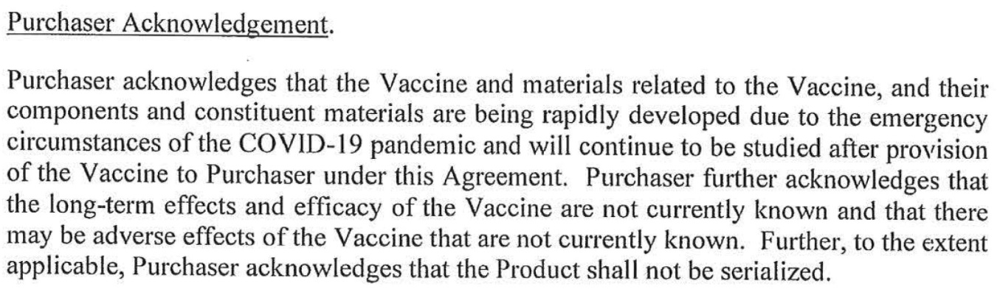 Purchaser Acknowledgement.
Purchaser acknowledges that the Vaccine and materials related to the Vaccine, and their
components and constituent materials are being rapidly developed due to the emergency
circumstances of the COVID-19 pandemic and will continue to be studied after provision
of the Vaccine to Purchaser under this Agreement.  Purchaser further acknowledges that
the long-term effects and efficacy of the Vaccine are not currently known and that there
may be adverse effects of the Vaccine that are not currently known.  Further, to the extent
applicable, Purchaser acknowledges that the Product shall not be serialized.